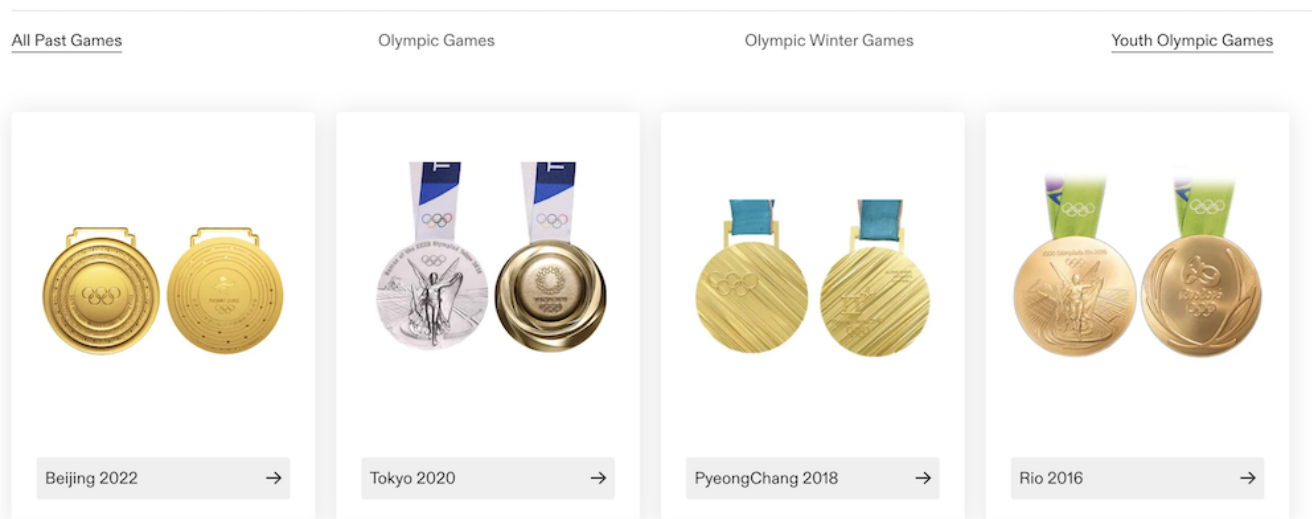 All Past Games
Olympic Games
Olympic Winter Games
Youth Olympic Games
Beijing 2022
Tokyo 2020
PyeongChang 2018
Rio 2016